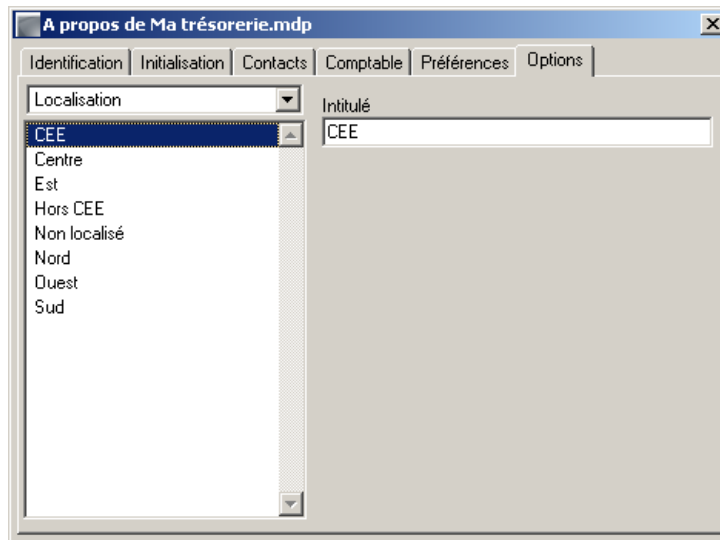 A propos de Ma trésorerie.mdp
Identification Initialisation Contacts Comptable Préférences Options
Localisation
Intitulé
CEE
CEE
Centre
Est
Hors CEE
Non localisé
Nord
Ouest
Sud